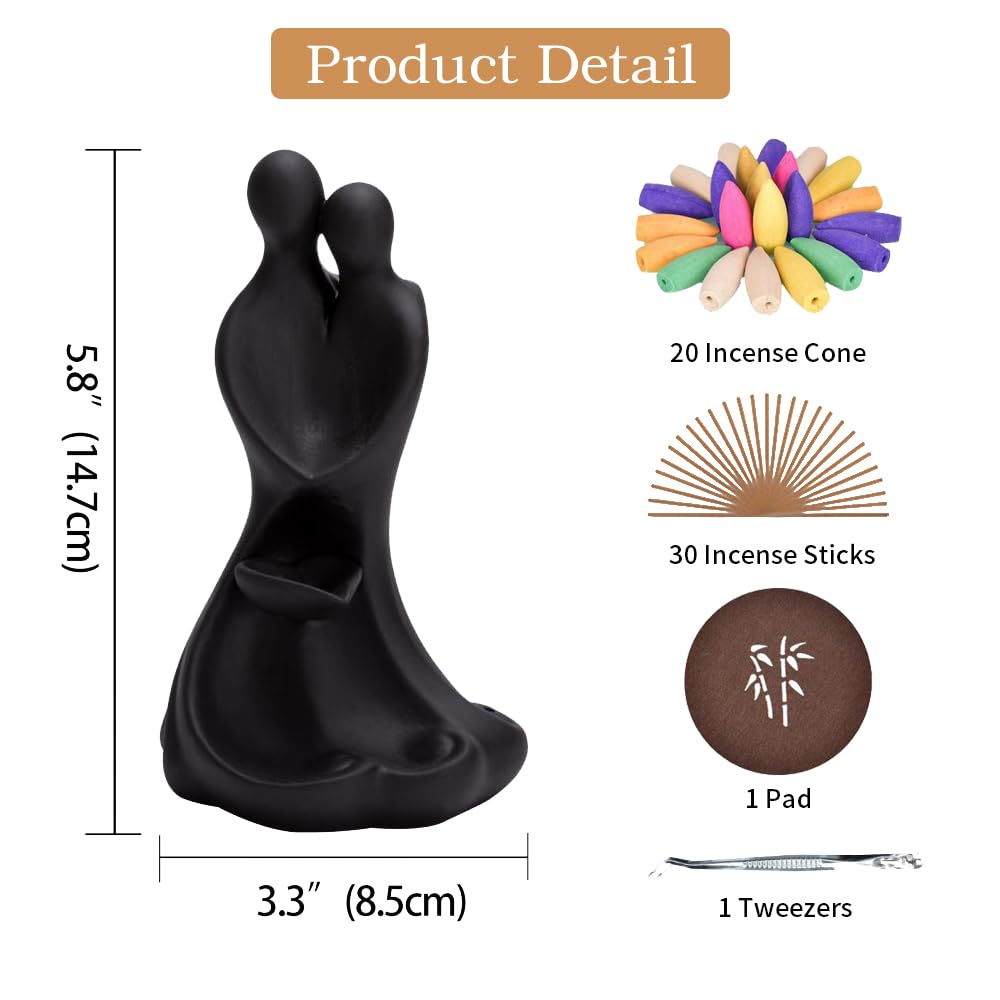 Product Detail
5.8″ (14.7cm)
3.3″ (8.5cm)
20 Incense Cone
30 Incense Sticks
1 Pad
1 Tweezers